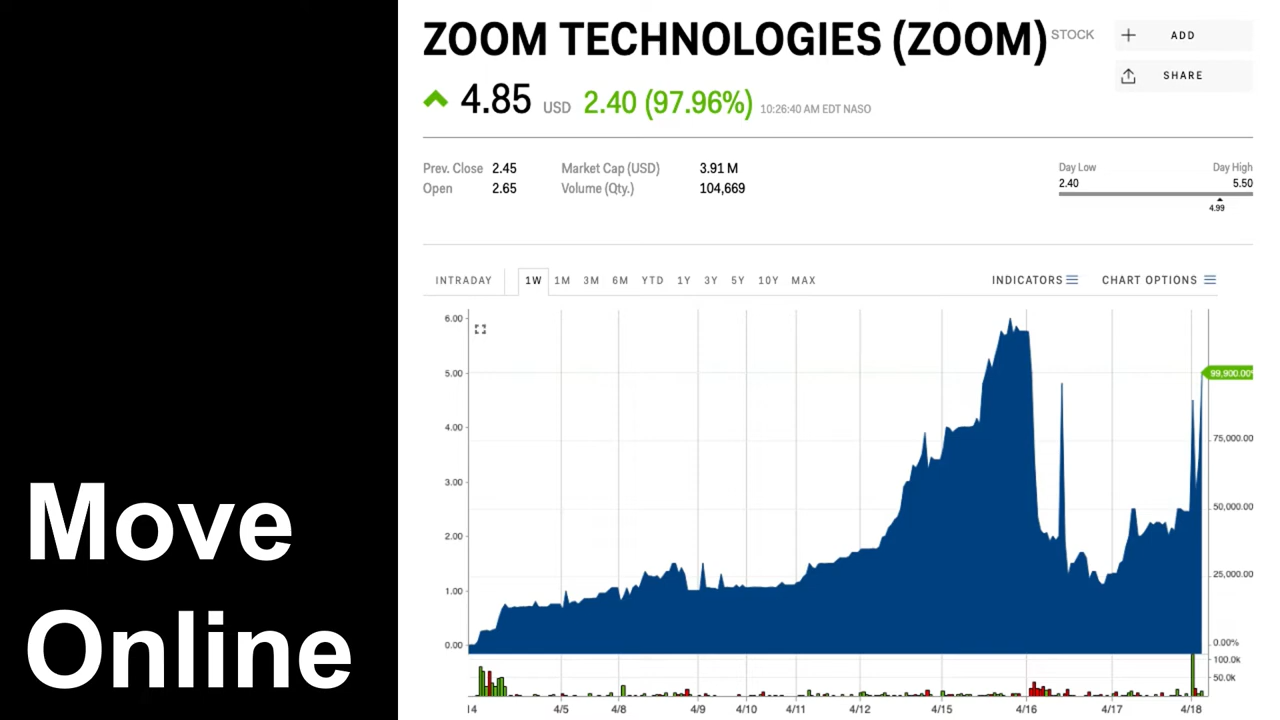 ZOOM TECHNOLOGIES (ZOOM) STOCK
ADD
SHARE
4.85 USD 2.40 (97.96%) 10:26:40 AM EDT NASO
Prev. Close 2.45 Market Cap (USD) 3.91 M
Open 2.65 Volume (Qty.) 104,669
Day Low Day High
2.40 5.50
4.99
INTRADAY 1W 1M 3M 6M YTD 1Y 3Y 5Y 10Y MAX INDICATORS CHART OPTIONS
6.00
5.00 99,900.00%
4.00
75,000.00
3.00
50,000.00
2.00
25,000.00
1.00
0.00 0.00%
100.0k
50.0k
4/5 4/8 4/9 4/10 4/11 4/12 4/15 4/16 4/17 4/18
Move
Online